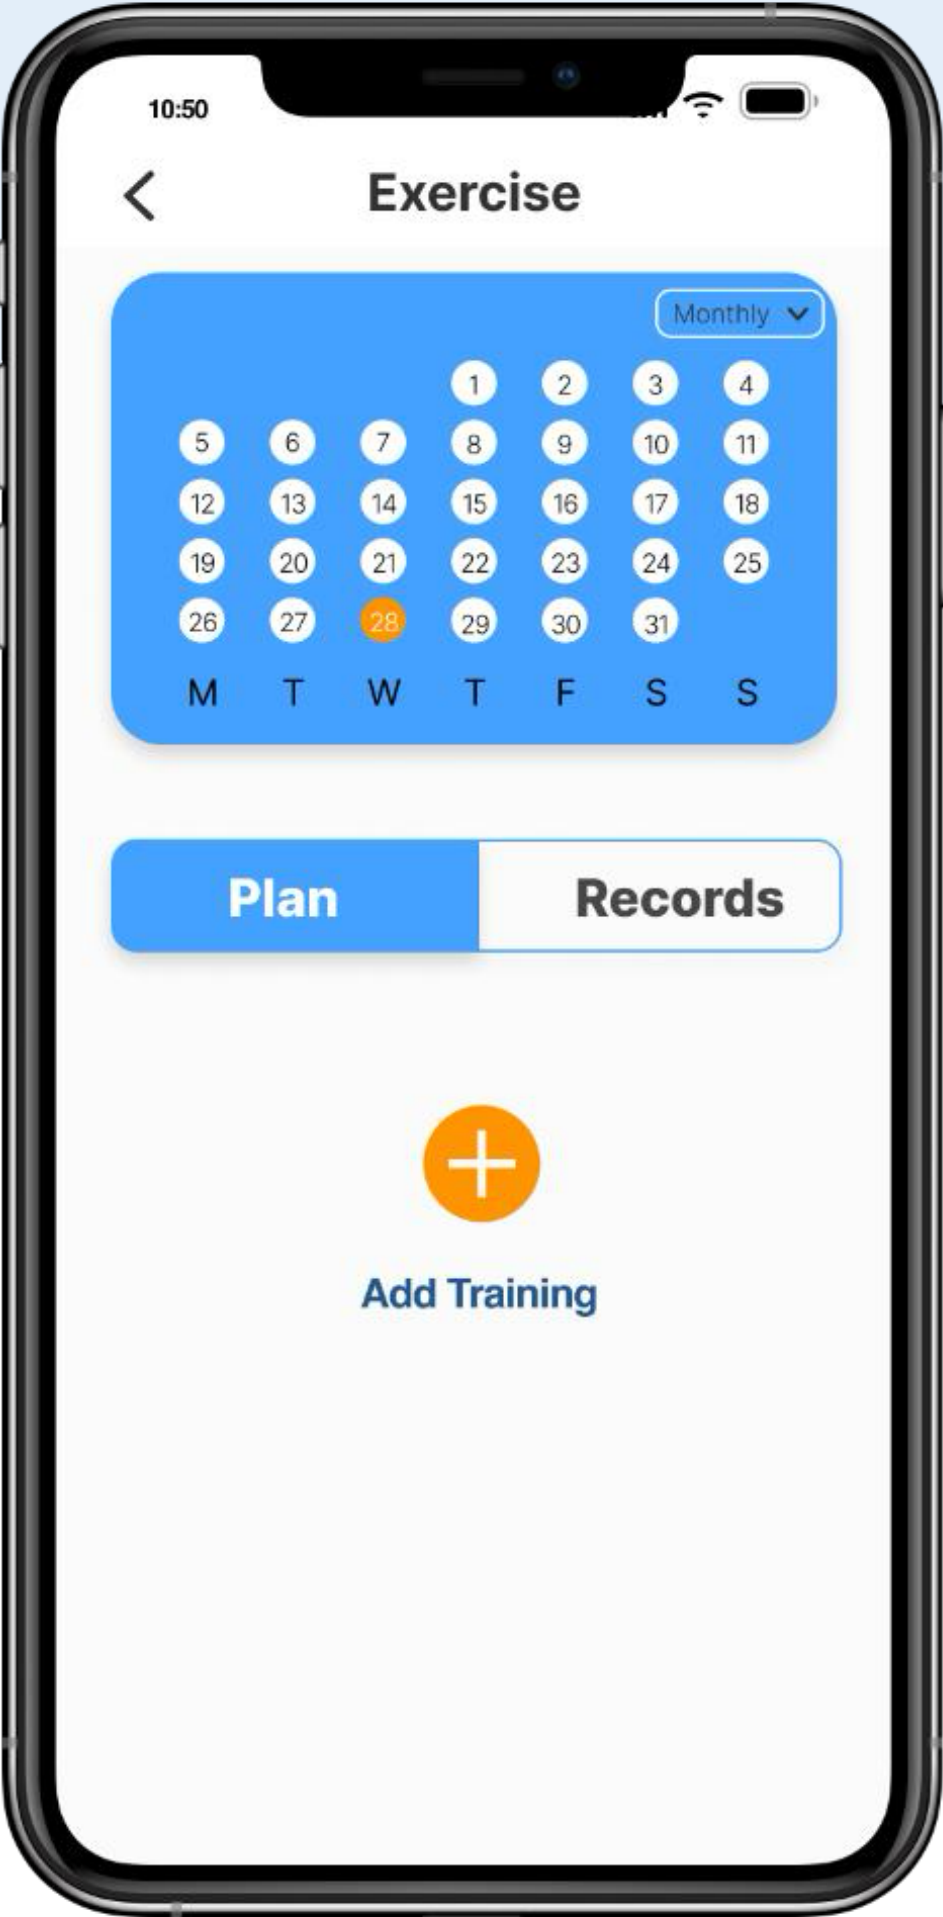 10:50
Exercise
Monthly
1 2 3 4
5 6 7 8 9 10 11
12 13 14 15 16 17 18
19 20 21 22 23 24 25
26 27 28 29 30 31
M T W T F S S
Plan Records
Add Training